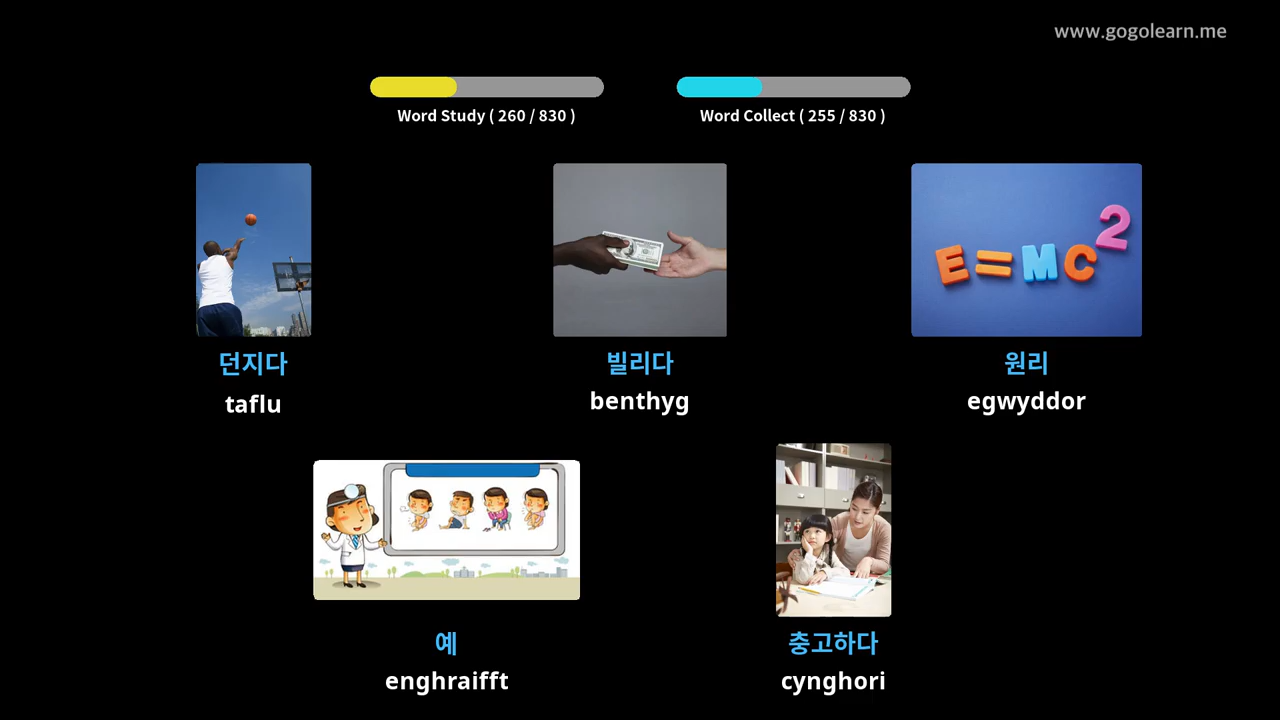 www.gogolearn.me
Word Study ( 260 / 830 )
Word Collect ( 255 / 830 )
E=MC2
던지다
빌리다
원리
taflu
benthyg
egwyddor
예
충고하다
enghraifft
cynghori